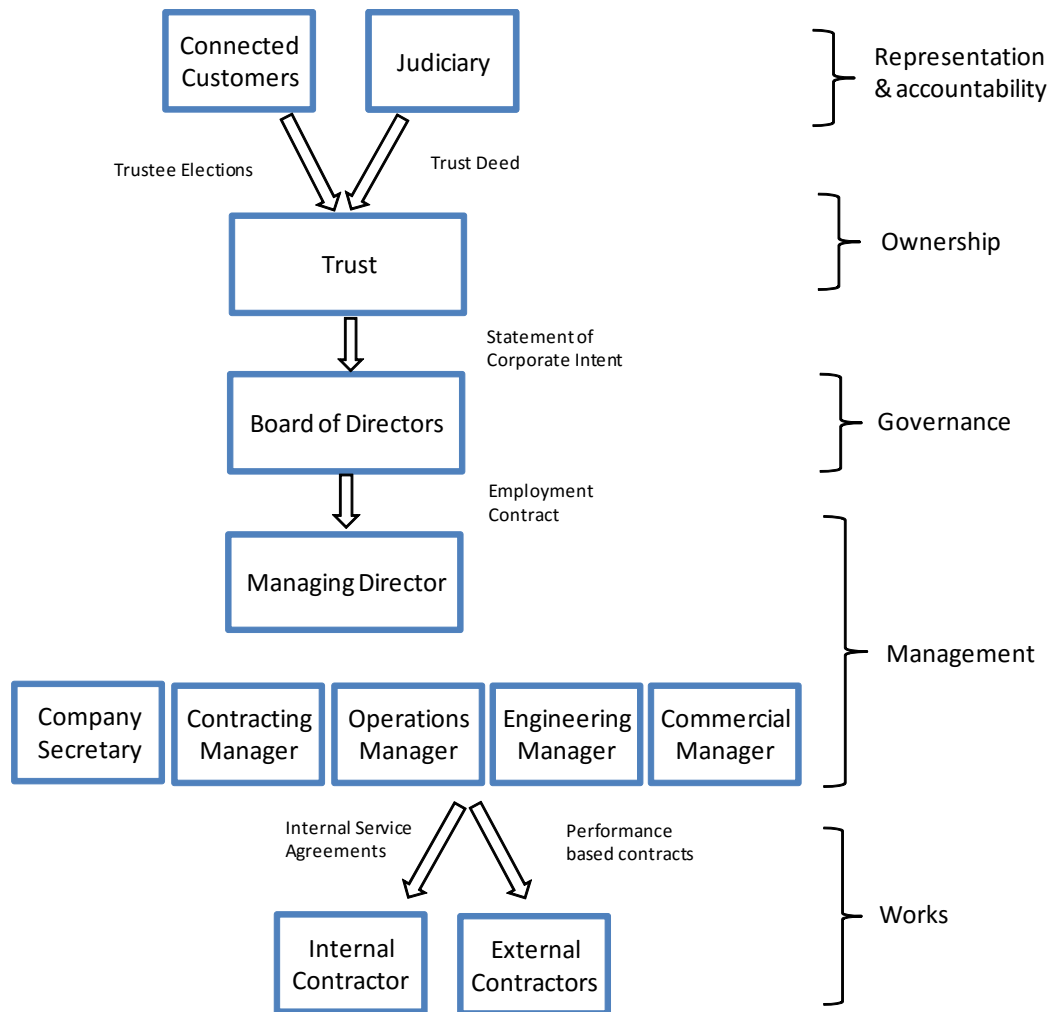 Connected
Customers
Judiciary
Representation
& accountability
Trustee Elections
Trust Deed
Trust
Ownership
Statement of
Corporate Intent
Board of Directors
Governance
Employment
Contract
Managing Director
Management
Company
Secretary
Contracting
Manager
Operations
Manager
Engineering
Manager
Commercial
Manager
Internal Service
Agreements
Performance
based contracts
Works
Internal
Contractor
External
Contractors